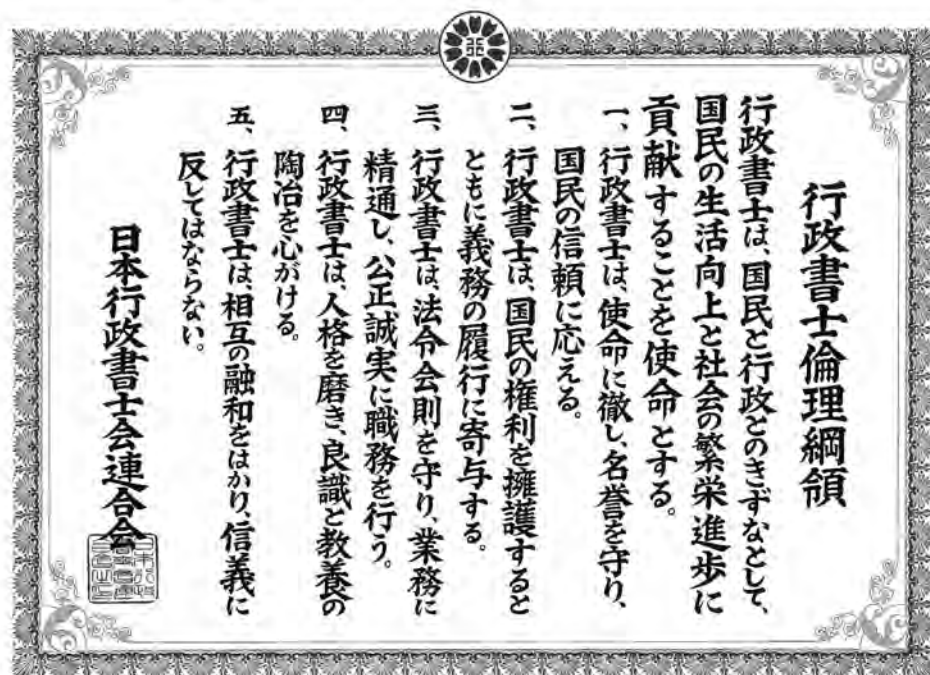 行政書士倫理綱領
行政書士は、国民と行政とのきずなとして、
国民の生活向上と社会の繁栄進歩に
貢献することを使命とする。
一、行政書士は、使命に徹し、名誉を守り、
国民の信頼に応える。
二、行政書士は、国民の権利を擁護すると
ともに義務の履行に寄与する。
三、行政書士は、法令会則を守り、業務に
精通し、公正誠実に職務を行う。
四、行政書士は、人格を磨き、良識と教養の
陶冶を心がける。
五、行政書士は、相互の融和をはかり、信義に
反してはならない。
日本行政書士会連合会